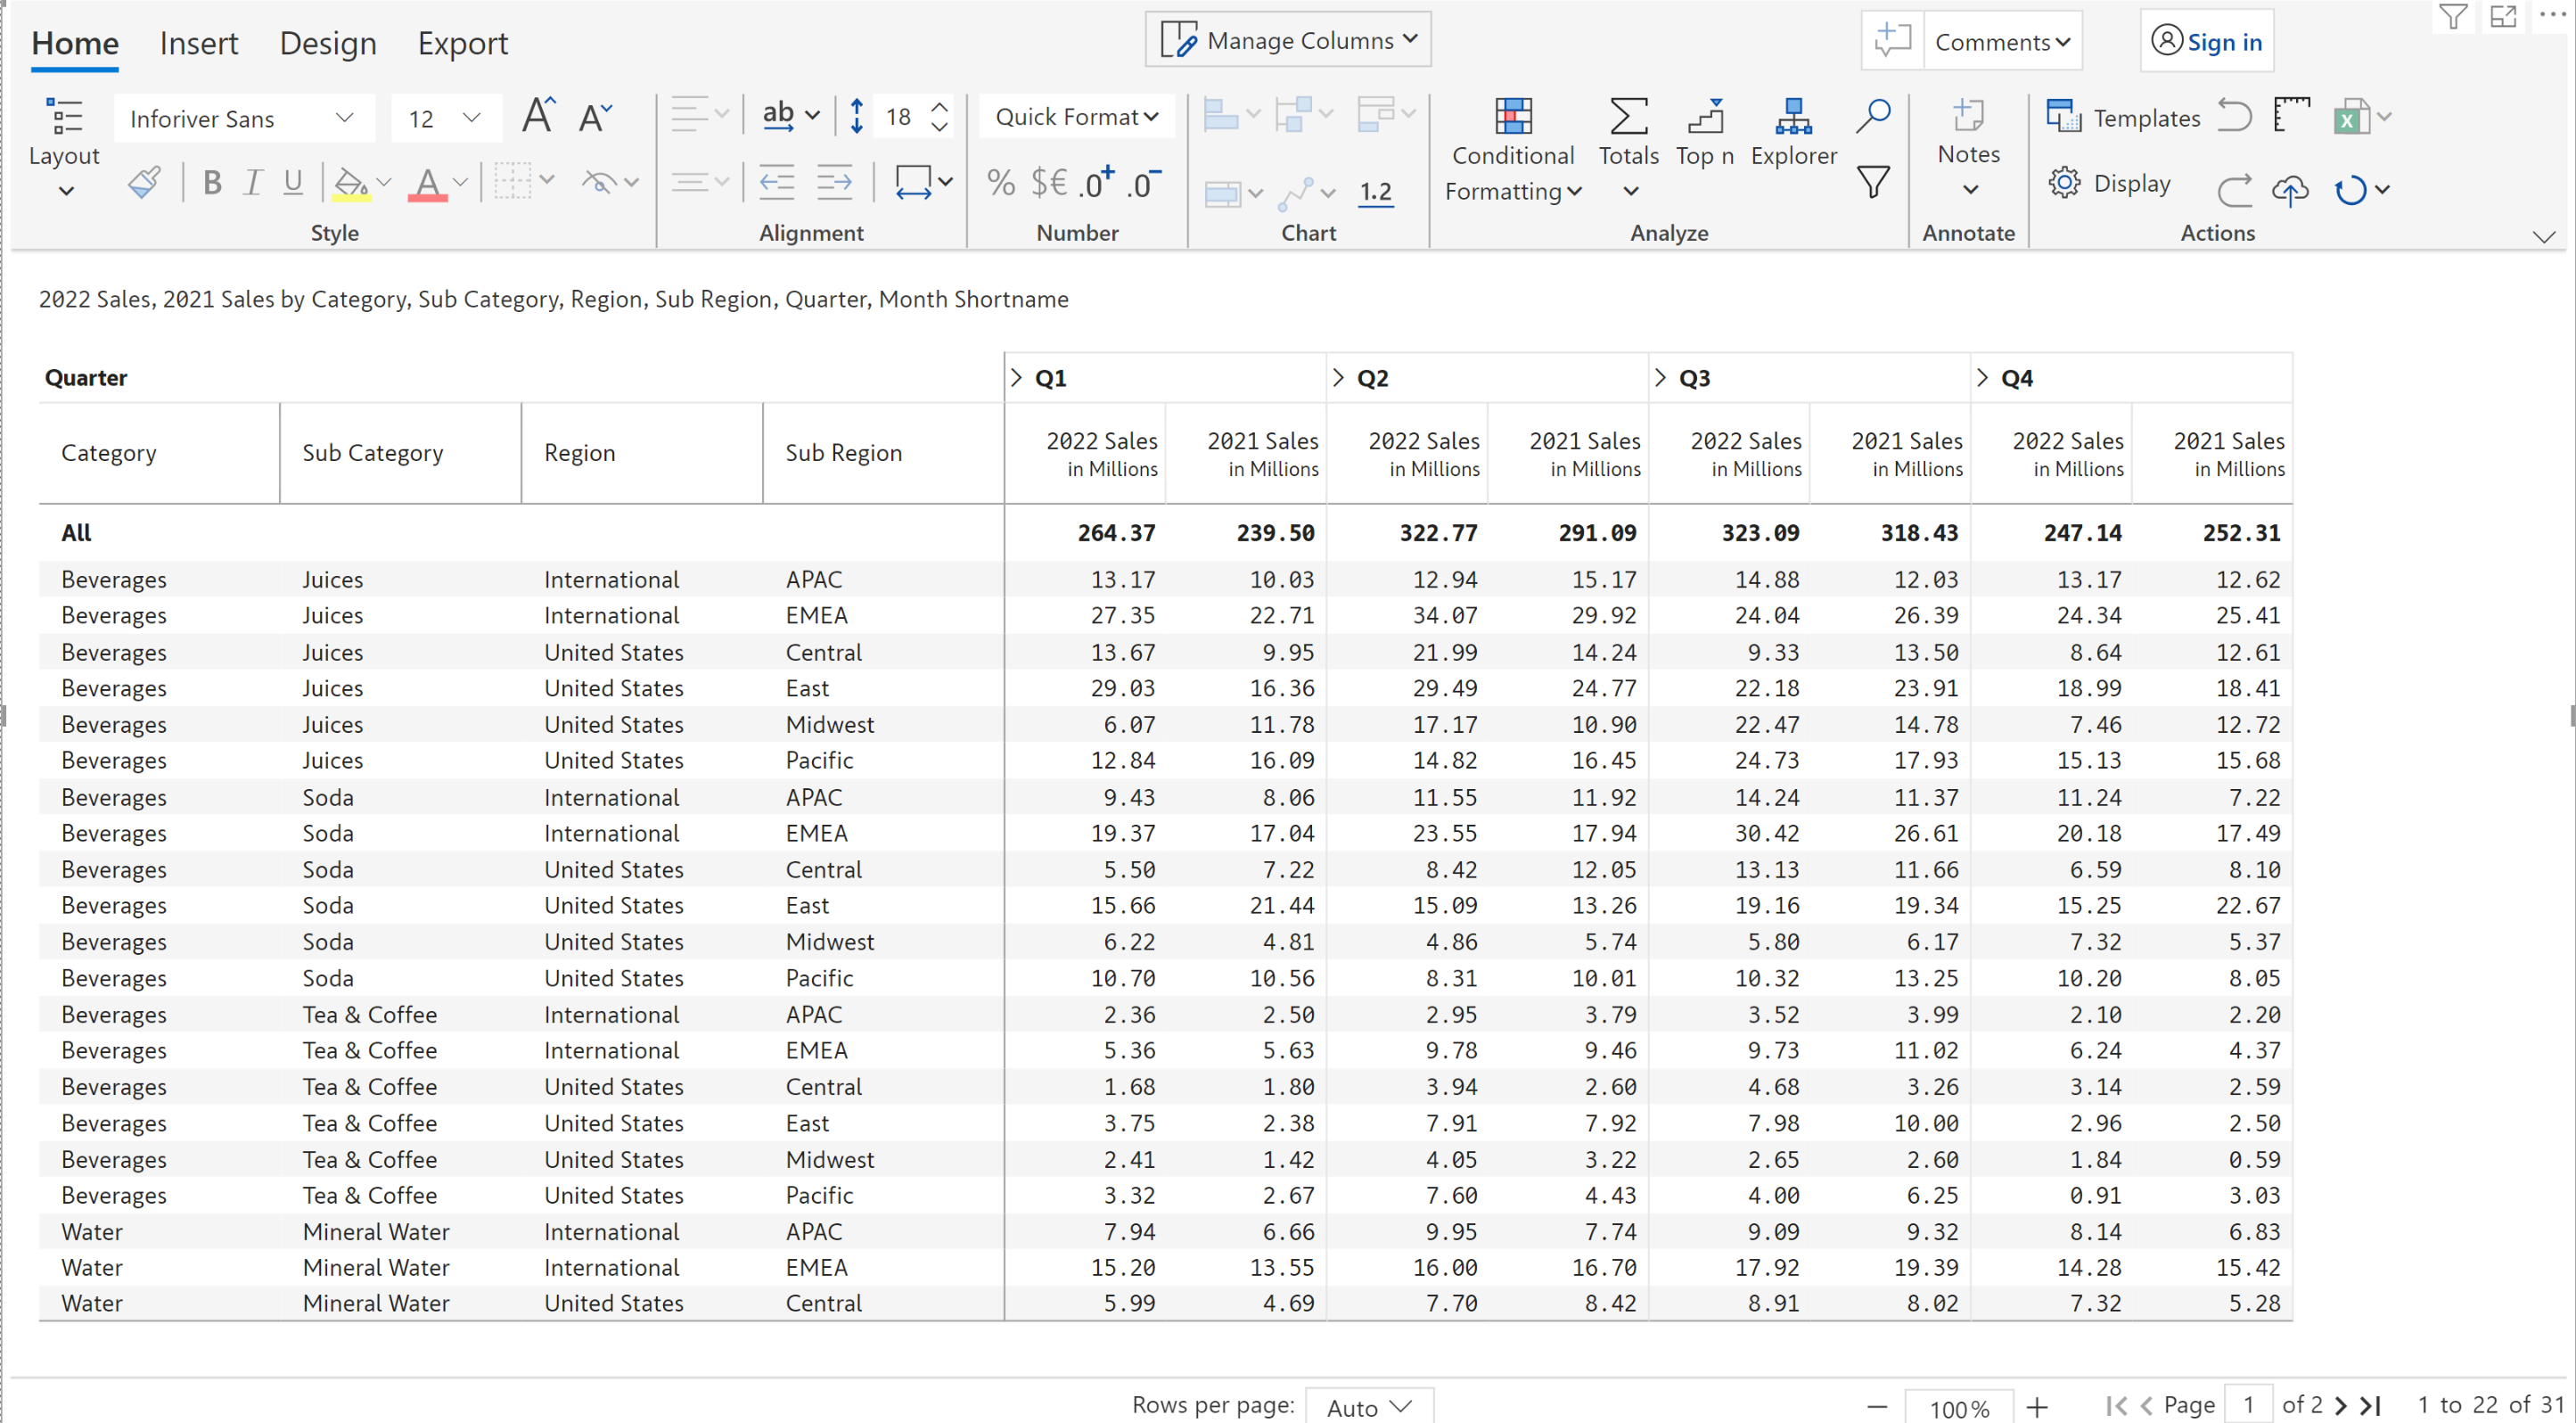 Home Insert Design Export Manage Columns Comments Sign in
Inforiver Sans 12 A A ab 18 Quick Format Templates
Layout Conditional Formatting Totals Top n Explorer Notes
B I U A % $€ .0+ .0- 1.2 Display
Style Alignment Number Chart Analyze Annotate Actions
2022 Sales, 2021 Sales by Category, Sub Category, Region, Sub Region, Quarter, Month Shortname
Quarter > Q1 > Q2 > Q3 > Q4
Category Sub Category Region Sub Region 2022 Sales in Millions 2021 Sales in Millions 2022 Sales in Millions 2021 Sales in Millions 2022 Sales in Millions 2021 Sales in Millions 2022 Sales in Millions 2021 Sales in Millions
All 264.37 239.50 322.77 291.09 323.09 318.43 247.14 252.31
Beverages Juices International APAC 13.17 10.03 12.94 15.17 14.88 12.03 13.17 12.62
Beverages Juices International EMEA 27.35 22.71 34.07 29.92 24.04 26.39 24.34 25.41
Beverages Juices United States Central 13.67 9.95 21.99 14.24 9.33 13.50 8.64 12.61
Beverages Juices United States East 29.03 16.36 29.49 24.77 22.18 23.91 18.99 18.41
Beverages Juices United States Midwest 6.07 11.78 17.17 10.90 22.47 14.78 7.46 12.72
Beverages Juices United States Pacific 12.84 16.09 14.82 16.45 24.73 17.93 15.13 15.68
Beverages Soda International APAC 9.43 8.06 11.55 11.92 14.24 11.37 11.24 7.22
Beverages Soda International EMEA 19.37 17.04 23.55 17.94 30.42 26.61 20.18 17.49
Beverages Soda United States Central 5.50 7.22 8.42 12.05 13.13 11.66 6.59 8.10
Beverages Soda United States East 15.66 21.44 15.09 13.26 19.16 19.34 15.25 22.67
Beverages Soda United States Midwest 6.22 4.81 4.86 5.74 5.80 6.17 7.32 5.37
Beverages Soda United States Pacific 10.70 10.56 8.31 10.01 10.32 13.25 10.20 8.05
Beverages Tea & Coffee International APAC 2.36 2.50 2.95 3.79 3.52 3.99 2.10 2.20
Beverages Tea & Coffee International EMEA 5.36 5.63 9.78 9.46 9.73 11.02 6.24 4.37
Beverages Tea & Coffee United States Central 1.68 1.80 3.94 2.60 4.68 3.26 3.14 2.59
Beverages Tea & Coffee United States East 3.75 2.38 7.91 7.92 7.98 10.00 2.96 2.50
Beverages Tea & Coffee United States Midwest 2.41 1.42 4.05 3.22 2.65 2.60 1.84 0.59
Beverages Tea & Coffee United States Pacific 3.32 2.67 7.60 4.43 4.00 6.25 0.91 3.03
Water Mineral Water International APAC 7.94 6.66 9.95 7.74 9.09 9.32 8.14 6.83
Water Mineral Water International EMEA 15.20 13.55 16.00 16.70 17.92 19.39 14.28 15.42
Water Mineral Water United States Central 5.99 4.69 7.70 8.42 8.91 8.02 7.32 5.28
Rows per page: Auto 100% Page 1 of 2 1 to 22 of 31